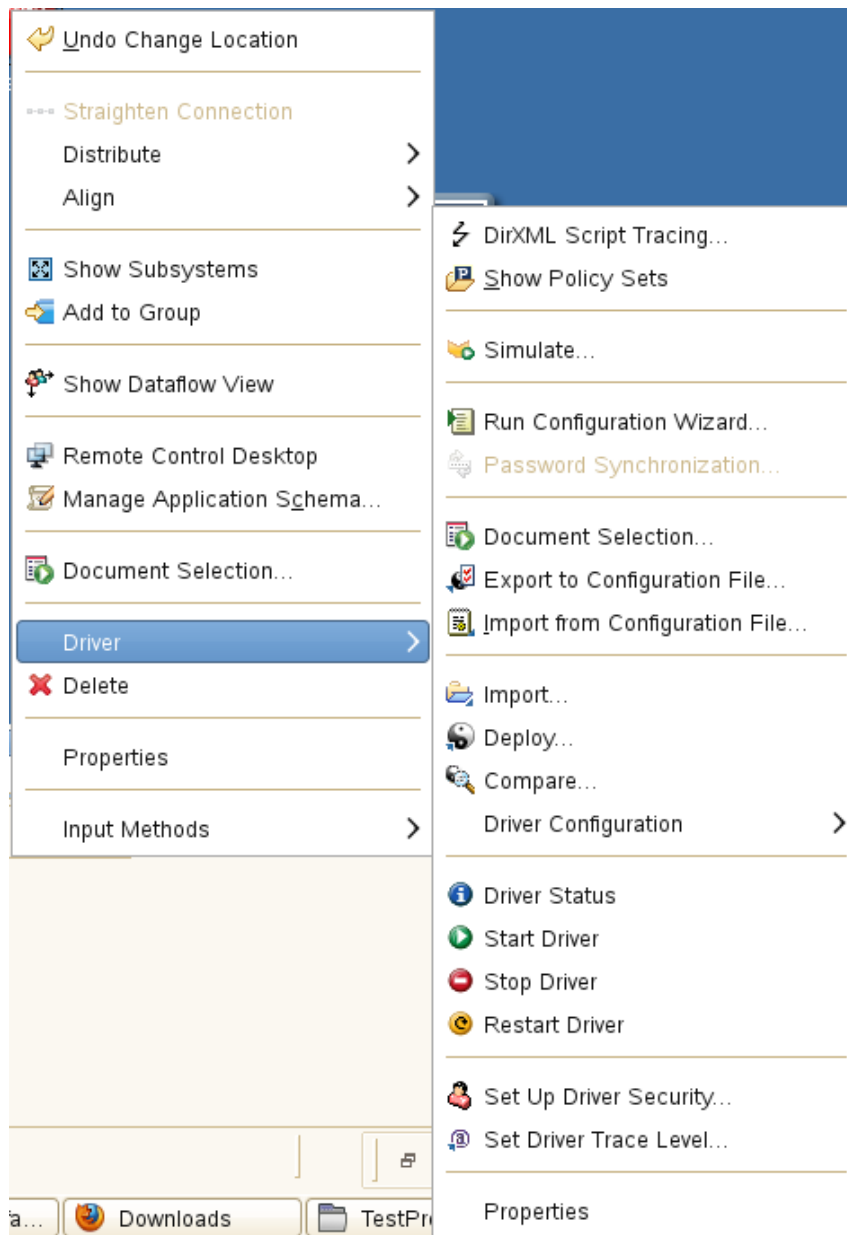 Undo Change Location
Straighten Connection
Distribute
Align
Show Subsystems
Add to Group
Show Dataflow View
Remote Control Desktop
Manage Application Schema...
Document Selection...
Driver
Delete
Properties
Input Methods
DirXML Script Tracing...
Show Policy Sets
Simulate...
Run Configuration Wizard...
Password Synchronization...
Document Selection...
Export to Configuration File...
Import from Configuration File...
Import...
Deploy...
Compare...
Driver Configuration
Driver Status
Start Driver
Stop Driver
Restart Driver
Set Up Driver Security...
Set Driver Trace Level...
Properties
Downloads
TestPr